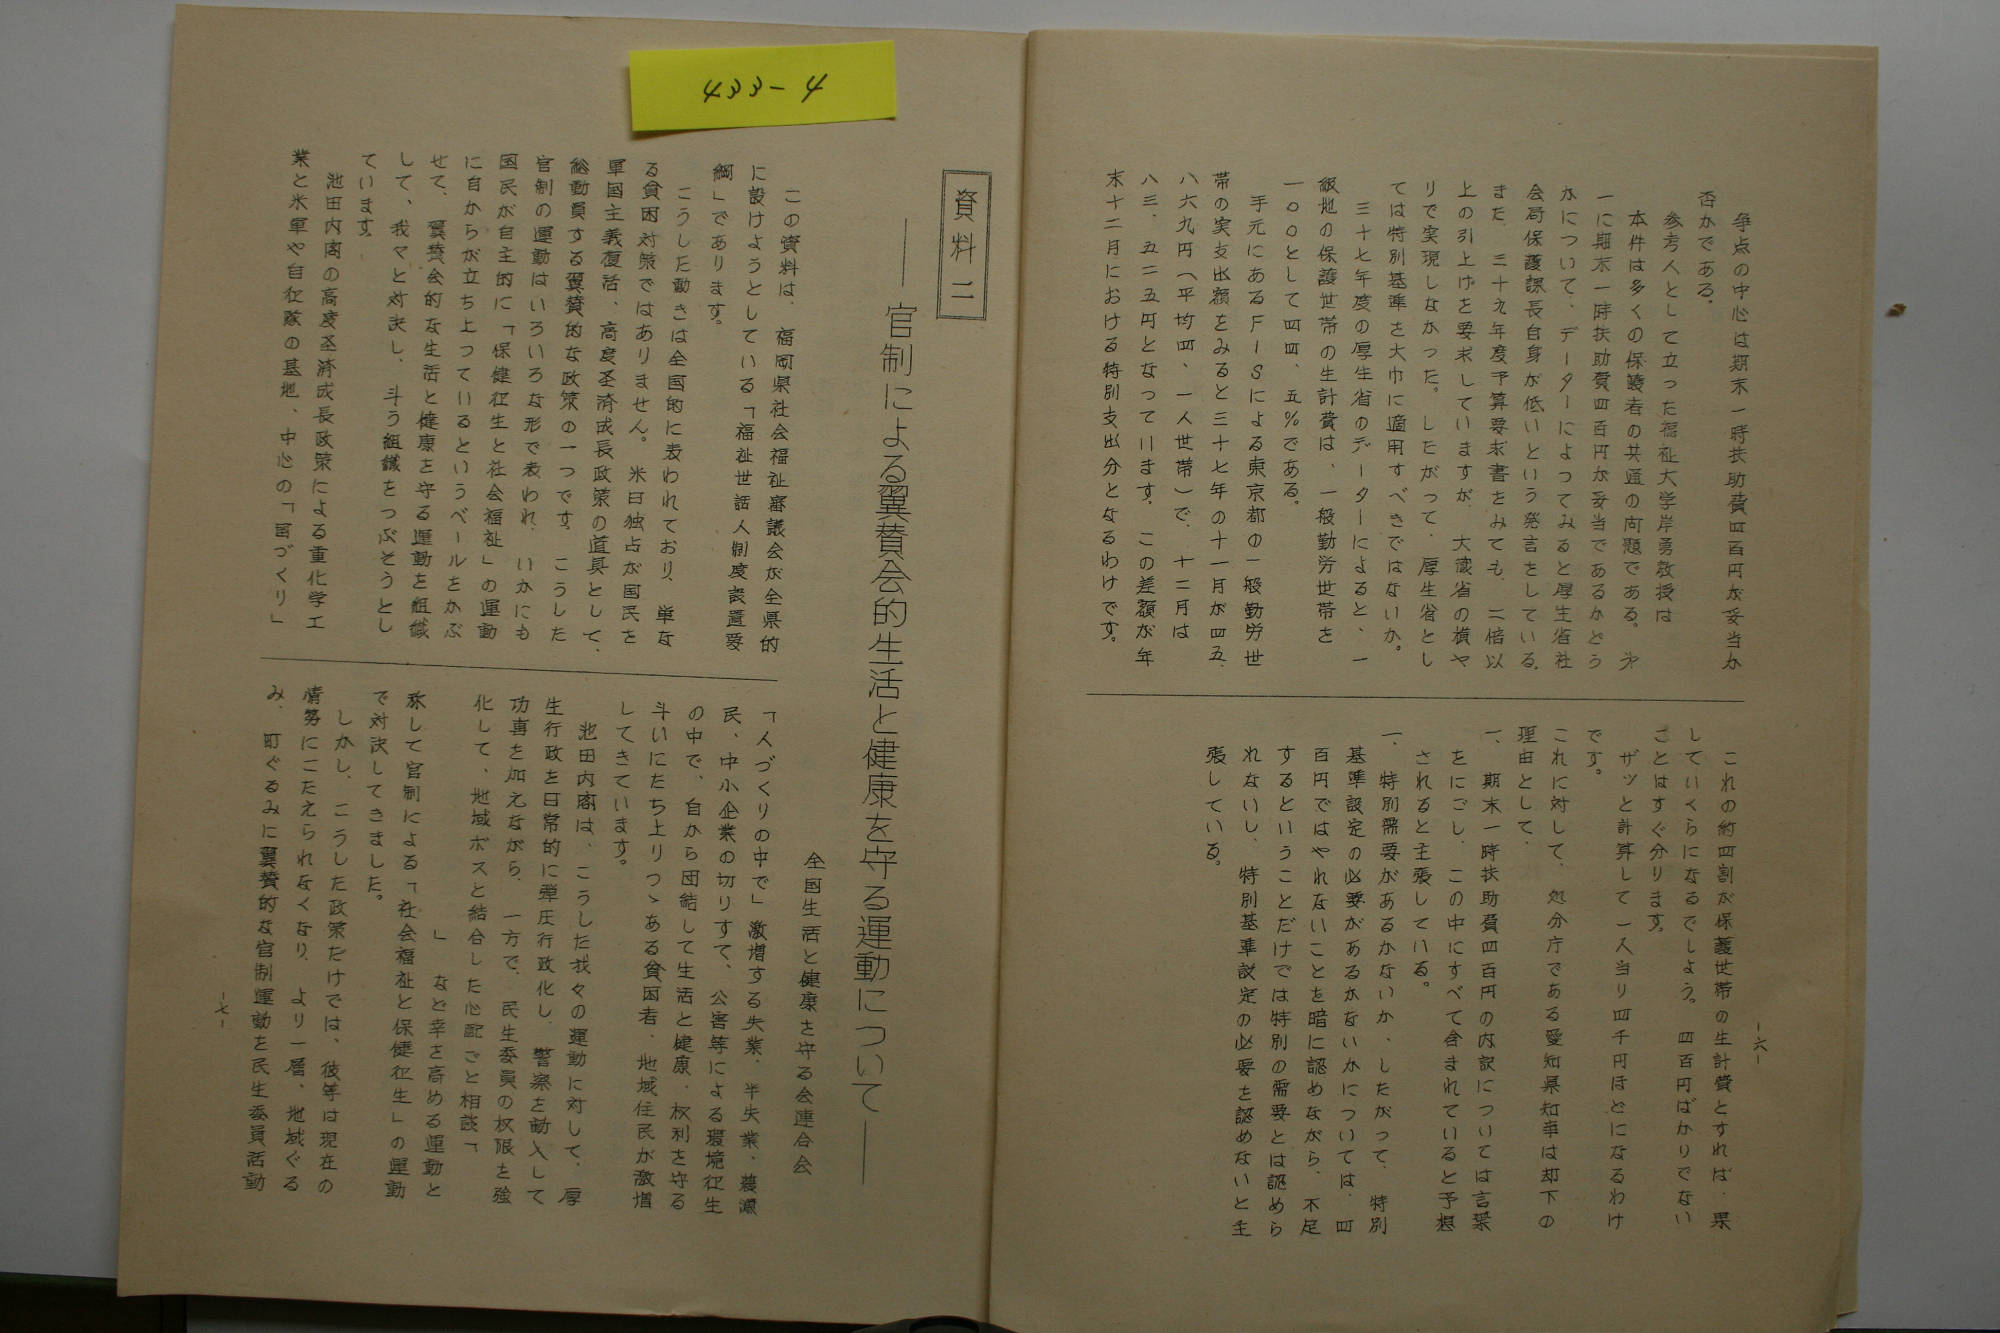 433-4
争点の中心は期末一時扶助費四百円が妥当か
否かである。
参考人として立った福祉大学岸勇教授は
本件は多くの保護者の共通の問題である。才
一に期末一時扶助費四百円が妥当であるかどう
かについて、データーによってみると厚生省社
会局保護課長自身が低いという発言をしている。
また、三十九年度予算要求書をみても、二倍以
上の引上げを要求していますが、大蔵省の横や
りで実現しなかった。したがって、厚生省とし
ては特別基準を大巾に適用すべきではないか。
三十七年度の厚生省のデーターによると、一
級地の保護世帯の生計費は、一般勤労世帯を
一〇〇として四四、五%である。
手元にあるFISによる東京都の一般勤労世
帯の実支出額をみると三十七年の十一月が四五、
八六九円(平均四、一人世帯)で、十二月は
八三、五二五円となっています。この差額が年
末十二月における特別支出分となるわけです。
これの約四割が保護世帯の生計費とすれば、果
していくらになるでしょう。四百円ばかりでない
ことはすぐ分ります。
ザッと計算して一人当り四千円ほどになるわけ
です。
これに対して、処分庁である愛知県知事は却下の
理由として、
一、期末一時扶助費四百円の内訳については言葉
をにごし、この中にすべて含まれていると予想
されると主張している。
一、特別需要があるかないか、したがって、特別
基準設定の必要があるかないかについては、四
百円ではやれないことを暗に認めながら、不足
するということだけでは特別の需要とは認めら
れないし、特別基準設定の必要を認めないと主
張している。
-六-
資料二
──官制による翼賛会的生活と健康を守る運動について──
全国生活と健康を守る会連合会
この資料は、福岡県社会福祉審議会が全県的
に設けようとしている「福祉世話人制度設置要
綱」であります。
こうした動きは全国的に表われており、単な
る貧困対策ではありません。米日独占が国民を
軍国主義復活、高度圣済成長政策の道具として、
総動員する翼賛的な政策の一つです。こうした
官制の運動はいろいろな形で表われ、いかにも
国民が自主的に「保健衛生と社会福祉」の運動
に自からが立ち上っているというベールをかぶ
せて、翼賛会的な生活と健康を守る運動を組織
して、我々と対決し、斗う組織をつぶそうとし
ています。
池田内閣の高度圣済成長政策による重化学工
業と米軍や自衛隊の基地、中心の「国づくり」
「人づくりの中で」激増する失業、半失業、農漁
民、中小企業の切りすて、公害等による環境衛生
の中で、自から団結して生活と健康、权利を守る
斗いにたち上りつゝある貧困者、地域住民が激増
してきています。
池田内閣は、こうした我々の運動に対して、厚
生行政を日常的に弾圧行政化し、警察を動入して
功事を加えながら、一方で、民生委員の权限を強
化して、地域ボスと結合した心配ごと相談「
」など幸を高める運動と
称して官制による「社会福祉と保健衛生」の運動
で対決してきました。
しかし、こうした政策だけでは、彼等は現在の
情勢にこたえられなくなり、より一層、地域ぐる
み、町ぐるみに翼賛的な官制運動を民生委員活動
-七-